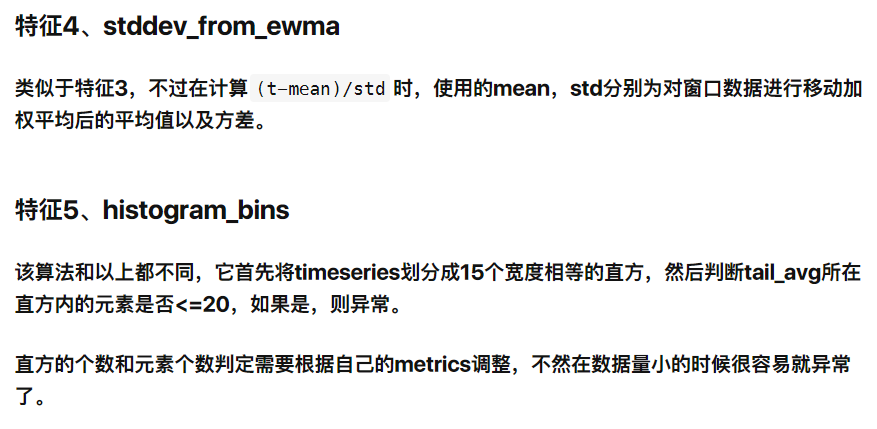 特征4、stddev_from_ewma
类似于特征3，不过在计算 (t-mean)/std 时，使用的mean，std分别为对窗口数据进行移动加
权平均后的平均值以及方差。
特征5、histogram_bins
该算法和以上都不同，它首先将timeseries划分成15个宽度相等的直方，然后判断tail_avg所在
直方内的元素是否<=20，如果是，则异常。
直方的个数和元素个数判定需要根据自己的metrics调整，不然在数据量小的时候很容易就异常
了。